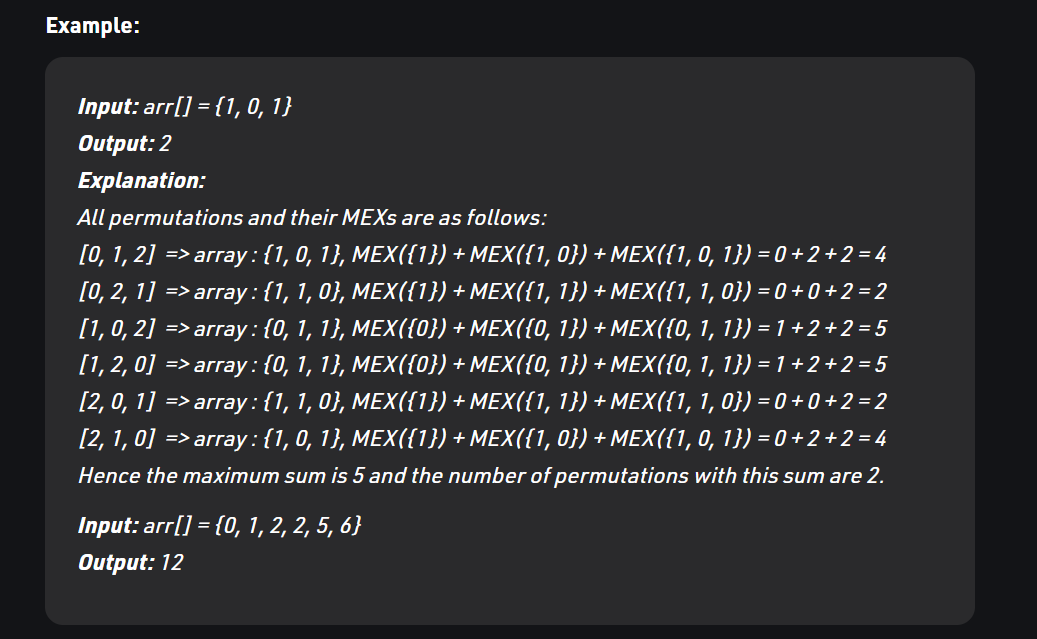 Example:
Input: arr[] = {1, 0, 1}
Output: 2
Explanation:
All permutations and their MEXs are as follows:
[0, 1, 2] => array : {1, 0, 1}, MEX({1}) + MEX({1, 0}) + MEX({1, 0, 1}) = 0 + 2 + 2 = 4
[0, 2, 1] => array : {1, 1, 0}, MEX({1}) + MEX({1, 1}) + MEX({1, 1, 0}) = 0 + 0 + 2 = 2
[1, 0, 2] => array : {0, 1, 1}, MEX({0}) + MEX({0, 1}) + MEX({0, 1, 1}) = 1 + 2 + 2 = 5
[1, 2, 0] => array : {0, 1, 1}, MEX({0}) + MEX({0, 1}) + MEX({0, 1, 1}) = 1 + 2 + 2 = 5
[2, 0, 1] => array : {1, 1, 0}, MEX({1}) + MEX({1, 1}) + MEX({1, 1, 0}) = 0 + 0 + 2 = 2
[2, 1, 0] => array : {1, 0, 1}, MEX({1}) + MEX({1, 0}) + MEX({1, 0, 1}) = 0 + 2 + 2 = 4
Hence the maximum sum is 5 and the number of permutations with this sum are 2.
Input: arr[] = {0, 1, 2, 2, 5, 6}
Output: 12